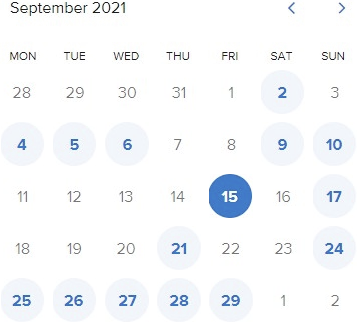 September 2021
MON TUE WED THU FRI SAT SUN
28 29 30 31 1 2 3
4 5 6 7 8 9 10
11 12 13 14 15 16 17
18 19 20 21 22 23 24
25 26 27 28 29 1 2